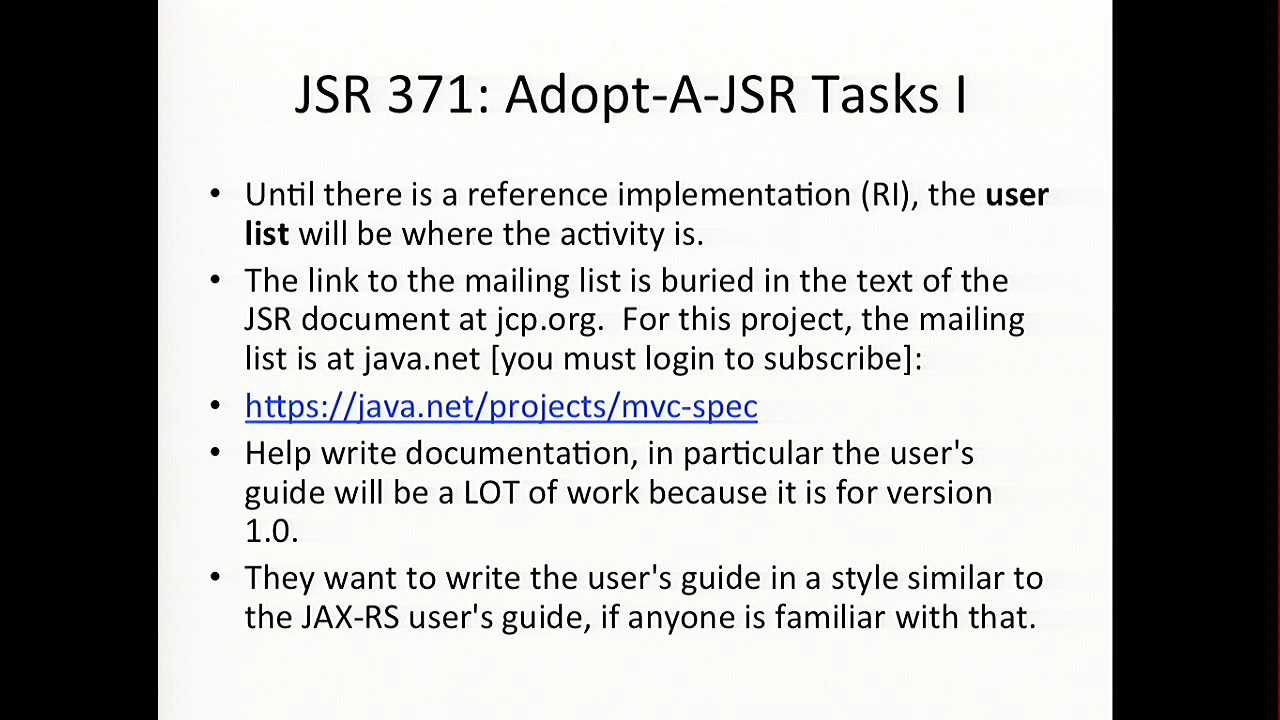 JSR 371: Adopt-A-JSR Tasks I
• Until there is a reference implementation (RI), the user
list will be where the activity is.
• The link to the mailing list is buried in the text of the
JSR document at jcp.org.  For this project, the mailing
list is at java.net [you must login to subscribe]:
• https://java.net/projects/mvc-spec
• Help write documentation, in particular the user's
guide will be a LOT of work because it is for version
1.0.
• They want to write the user's guide in a style similar to
the JAX-RS user's guide, if anyone is familiar with that.